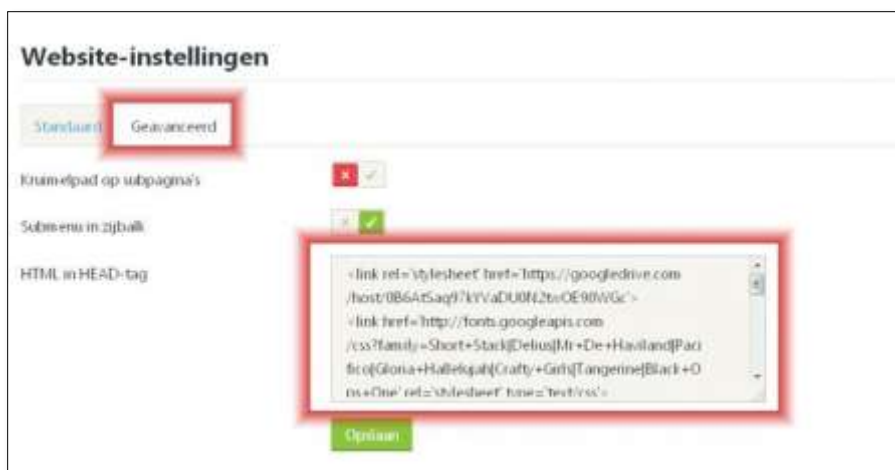 Website-instellingen
Standaard Geavanceerd
Kruimelpad op subpagina's
Submenu in zijbalk
HTML in HEAD-tag
<link rel='stylesheet' href='https://googledrive.com
<link href='http://fonts.googleapis.com
/css?family=Short+Stack|Delius|Mr+De+Haviland|Paci
fico|Gloria+Hallelujah|Crafty+Girls|Tangerine|Black+O
ps+One' rel='stylesheet' type='text/css'>
Opslaan